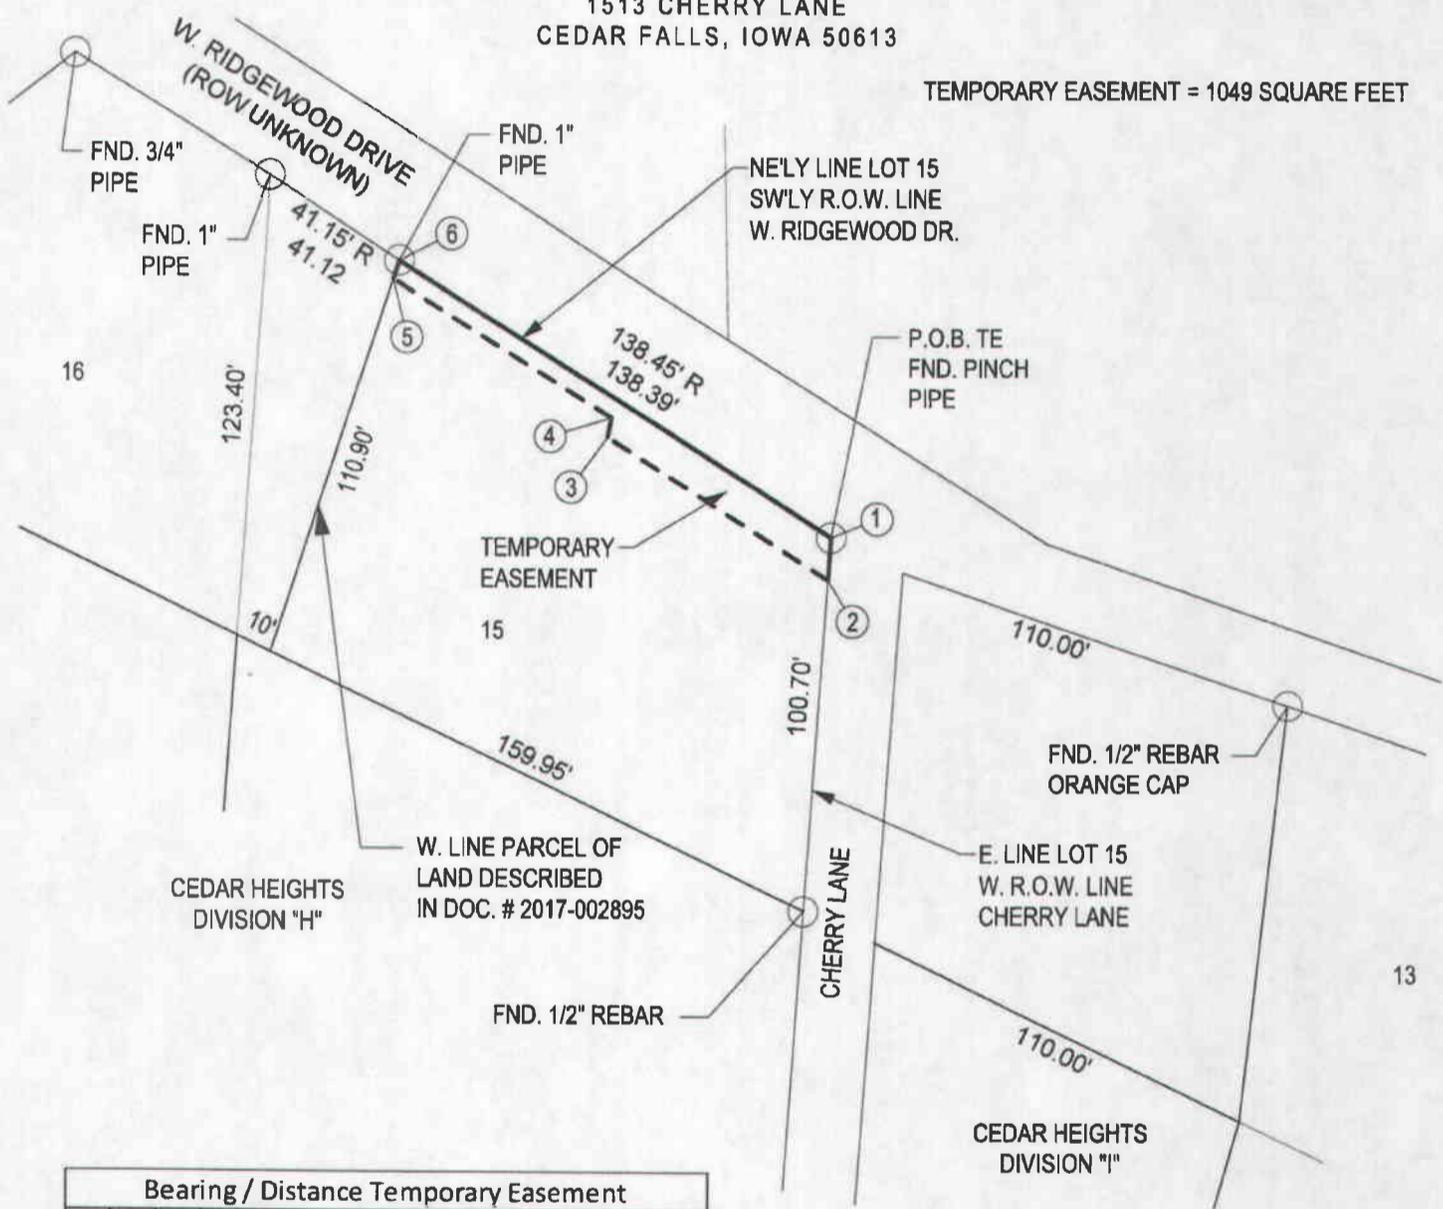 1513 CHERRY LANE
CEDAR FALLS, IOWA 50613
TEMPORARY EASEMENT = 1049 SQUARE FEET
W. RIDGEWOOD DRIVE
(ROW UNKNOWN)
FND. 3/4"
PIPE
FND. 1"
PIPE
FND. 1"
PIPE
NE'LY LINE LOT 15
SW'LY R.O.W. LINE
W. RIDGEWOOD DR.
41.15' R
41.12
6
5
138.45' R
138.39'
P.O.B. TE
FND. PINCH
PIPE
16
123.40'
110.90'
4
3
1
2
TEMPORARY
EASEMENT
10'
15
110.00'
100.70'
159.95'
FND. 1/2" REBAR
ORANGE CAP
W. LINE PARCEL OF
LAND DESCRIBED
IN DOC. # 2017-002895
CEDAR HEIGHTS
DIVISION "H"
E. LINE LOT 15
W. R.O.W. LINE
CHERRY LANE
CHERRY LANE
13
FND. 1/2" REBAR
110.00'
CEDAR HEIGHTS
DIVISION "I"
Bearing / Distance Temporary Easement